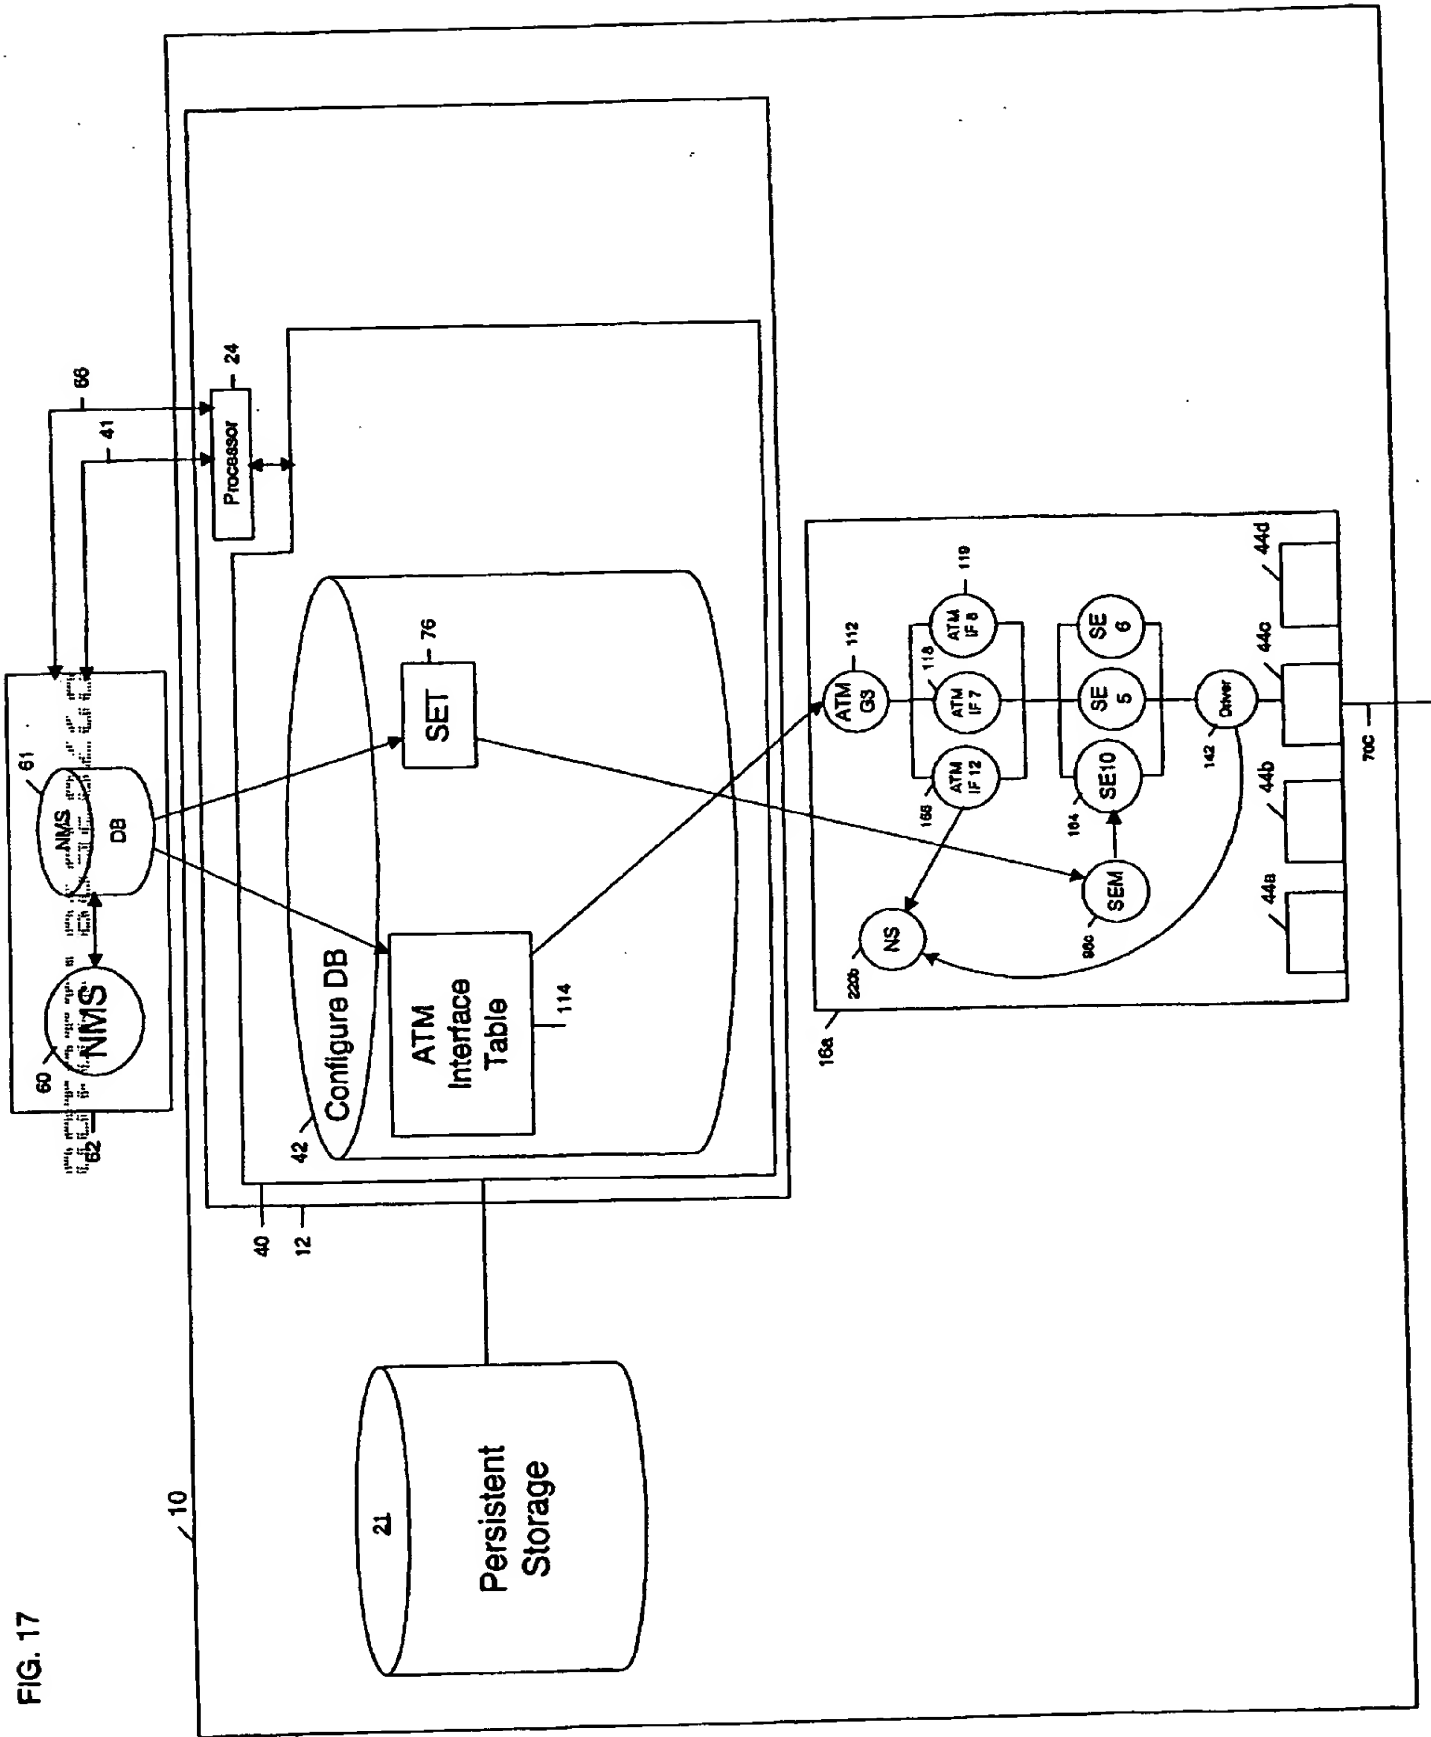 FIG. 17
10
62
60
NMS
61
NMS
DB
41
66
Processor
24
40
12
42
Configure DB
SET
76
ATM
Interface
Table
114
21
Persistent
Storage
16a
220b
NS
ATM
G3
112
168
ATM
IF 12
118
ATM
IF 7
ATM
IF 8
119
98c
SEM
164
SE10
SE
5
SE
6
142
Driver
44a
44b
44c
44d
70C